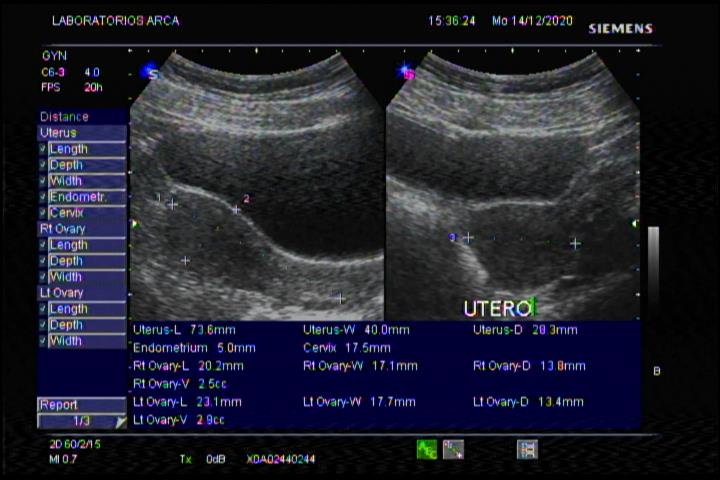 LABORATORIOS ARCA 15:36:24 Mo 14/12/2020 SIEMENS
GYN
C6-3 4.0
FPS 20h
Distance
Uterus
Length
Depth
Width
Endometr.
Cervix
Rt Ovary
Length
Depth
Width
Lt Ovary
Length
Depth
Width
S
1
2
3
UTERO
Uterus-L 73.6mm Uterus-W 40.0mm Uterus-D 28.3mm
Endometrium 5.0mm Cervix 17.5mm
Rt Ovary-L 20.2mm Rt Ovary-W 17.1mm Rt Ovary-D 13.8mm
Rt Ovary-V 2.5cc
Lt Ovary-L 23.1mm Lt Ovary-W 17.7mm Lt Ovary-D 13.4mm
Lt Ovary-V 2.9cc
B
Report
1/3
2D 60/2/15
MI 0.7 Tx 0dB XDA02440244